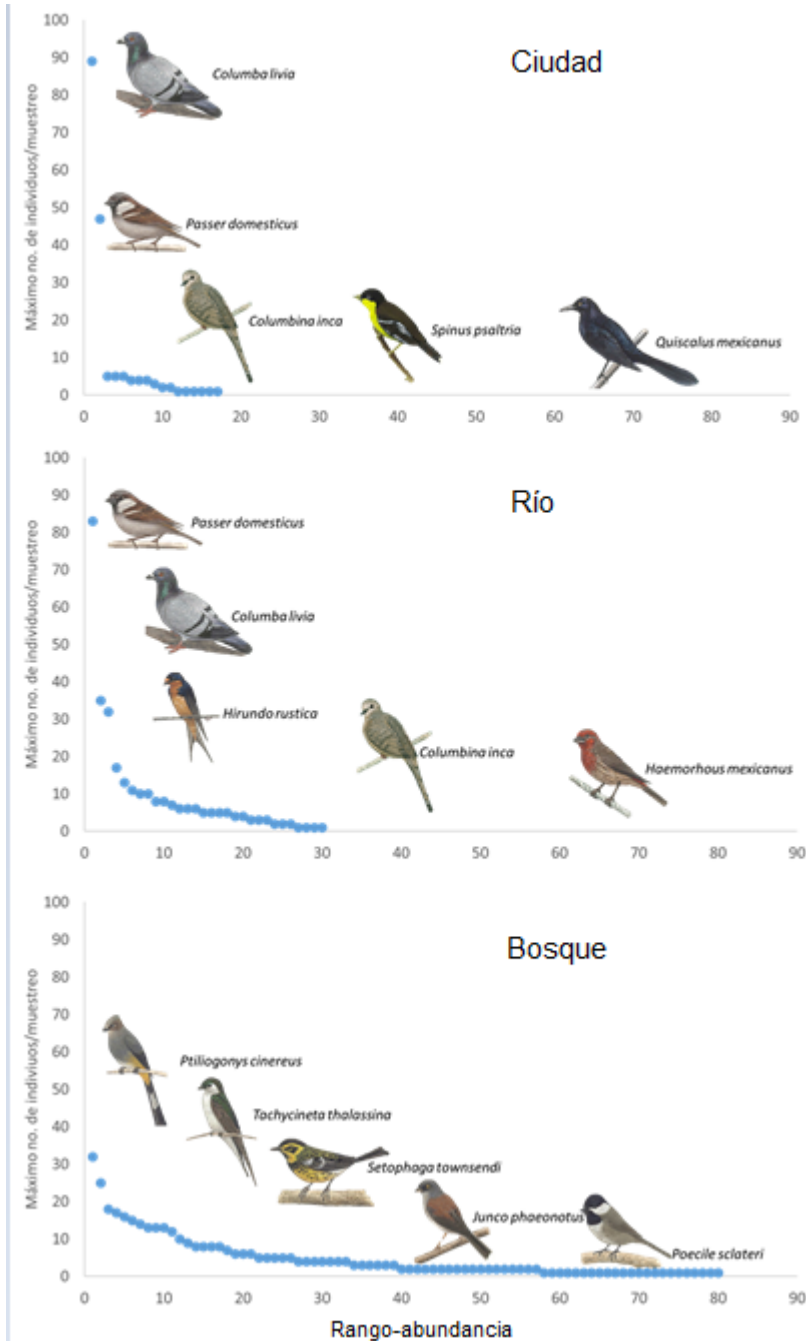 Ciudad
Máximo no. de individuos/muestreo
100
90
80
70
60
50
40
30
20
10
0
Columba livia
Passer domesticus
Columbina inca
Spinus psaltria
Quiscalus mexicanus
0 10 20 30 40 50 60 70 80 90
Río
Máximo no. de individuos/muestreo
100
90
80
70
60
50
40
30
20
10
0
Passer domesticus
Columba livia
Hirundo rustica
Columbina inca
Haemorhous mexicanus
0 10 20 30 40 50 60 70 80 90
Bosque
Máximo no. de indiviuos/muestreo
100
90
80
70
60
50
40
30
20
10
0
Ptiliogonys cinereus
Tachycineta thalassina
Setophaga townsendi
Junco phaeonotus
Poecile sclateri
0 10 20 30 40 50 60 70 80 90
Rango-abundancia